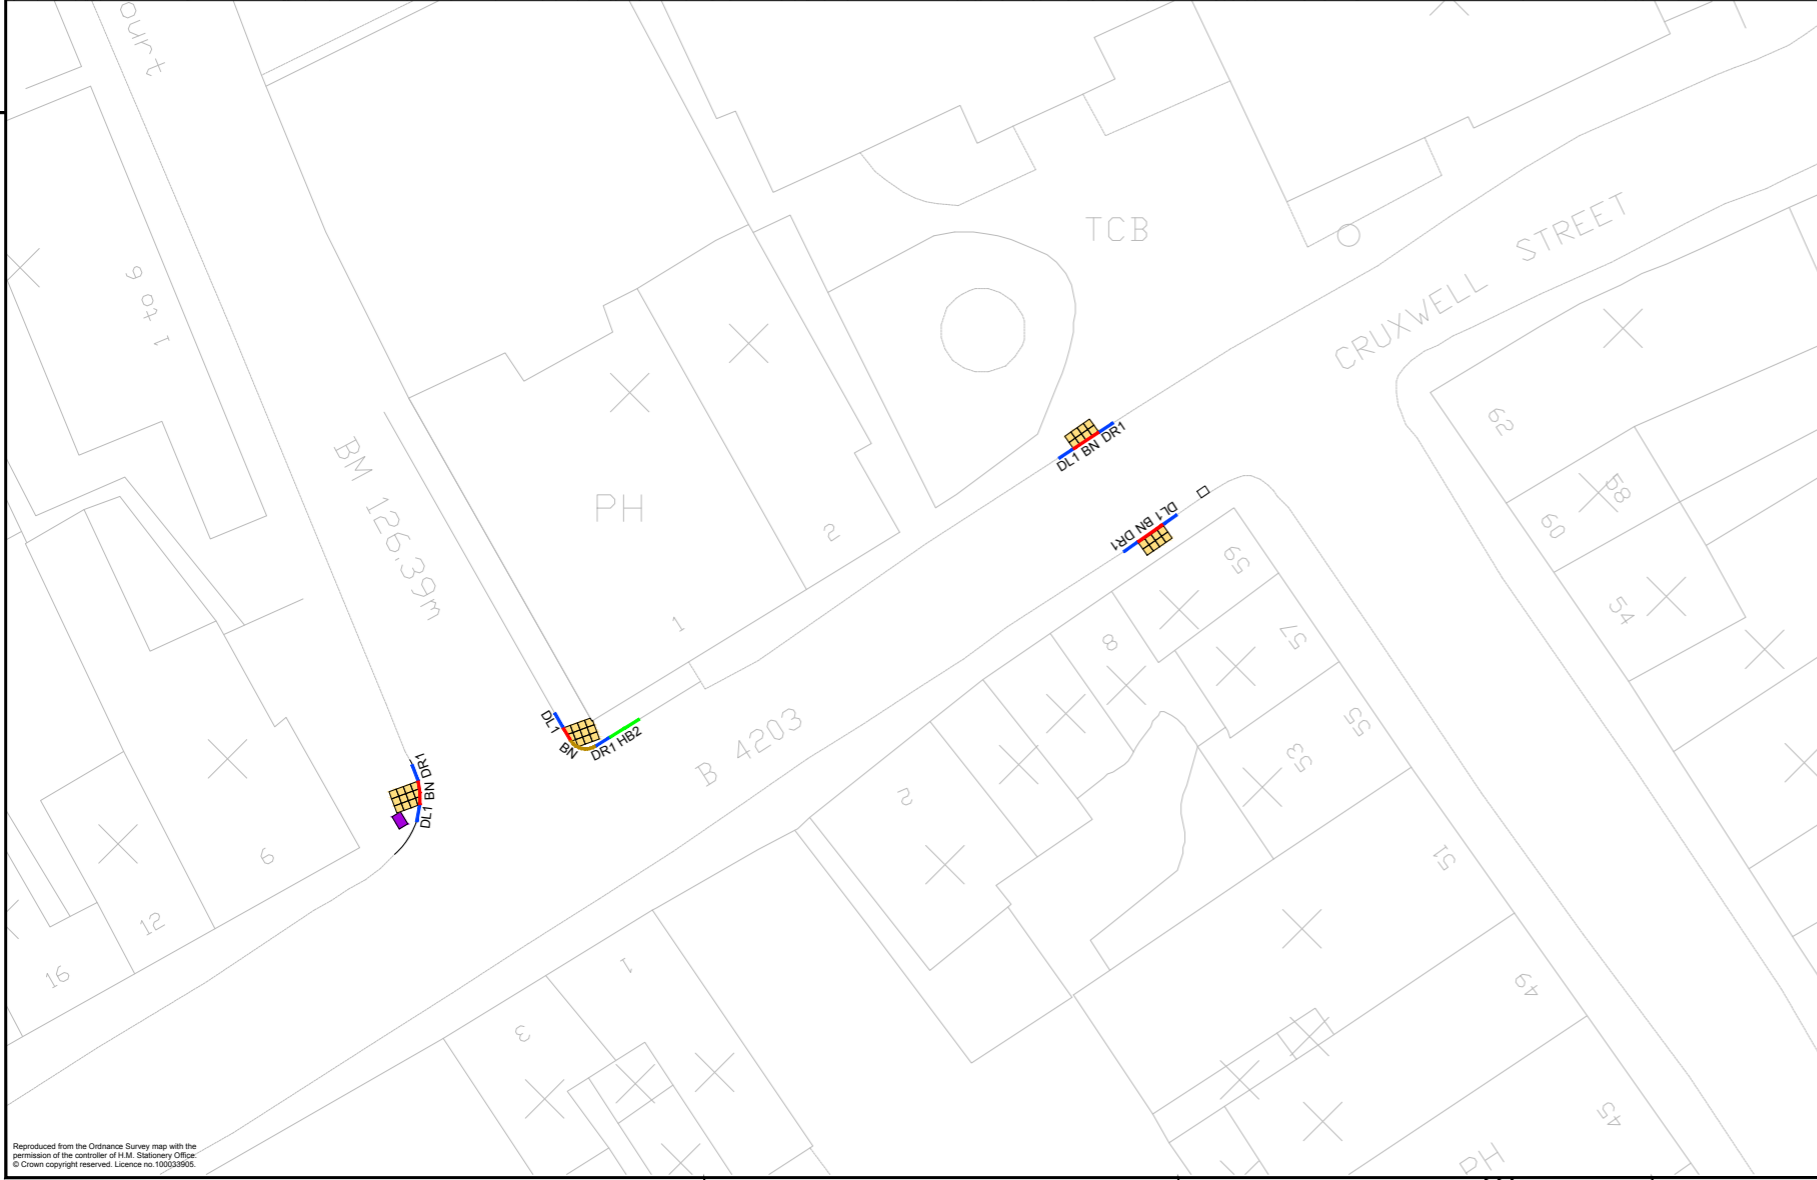 ourt
TCB
STREET
CRUXWELL
1 to 9
62
58
60
54
BM 126.39m
PH
2
1
DL1 BN DR1
DL1 BN DR1
59
57
55
53
51
49
45
8
2
B 4203
DL1
BN
DR1 HB2
DL1 BN DR1
6
12
16
1
3
PH
Reproduced from the Ordnance Survey map with the
permission of the controller of H.M. Stationery Office.
© Crown copyright reserved. Licence no.100033905.